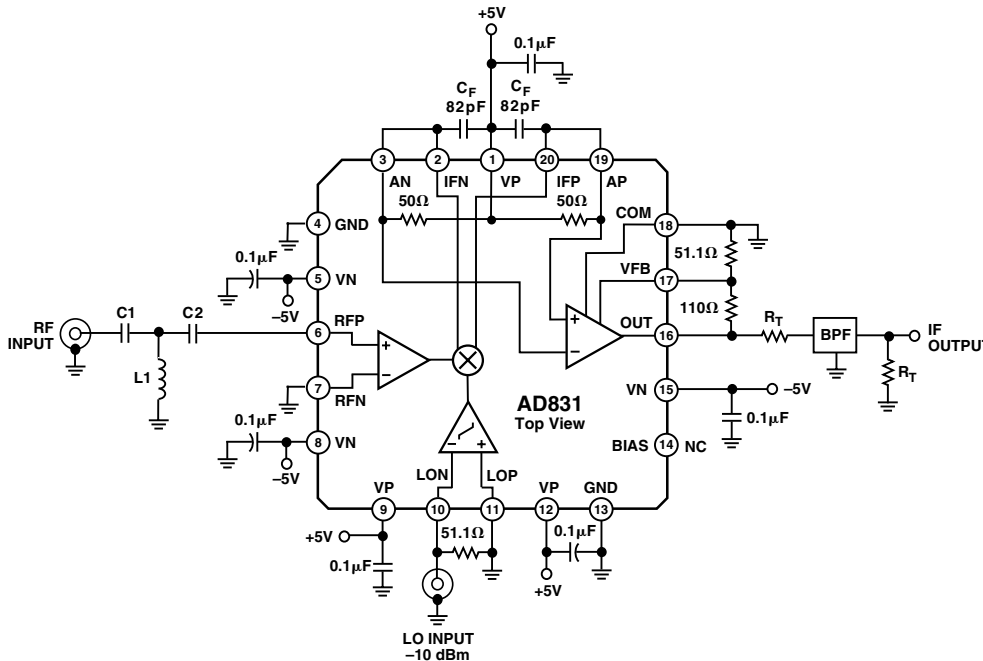 +5V
0.1µF
CF CF
82pF 82pF
3 2 1 20 19
AN IFN VP IFP AP
50Ω 50Ω
COM 18
4 GND
51.1Ω
0.1µF
VFB 17
5 VN
110Ω
–5V
C1 C2
OUT 16 RT
BPF
IF
OUTPUT
RF
INPUT
6 RFP
+
–
+
–
RT
L1
7 RFN
VN 15 –5V
AD831
Top View
0.1µF
0.1µF
8 VN
– +
BIAS 14 NC
–5V
LON LOP
VP VP GND
9 10 11 12 13
+5V
51.1Ω
0.1µF
0.1µF
+5V
LO INPUT
–10 dBm